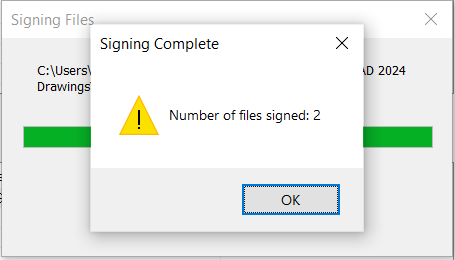 Signing Files
Signing Complete
C:\Users\
AD 2024
Drawings\
Number of files signed: 2
OK